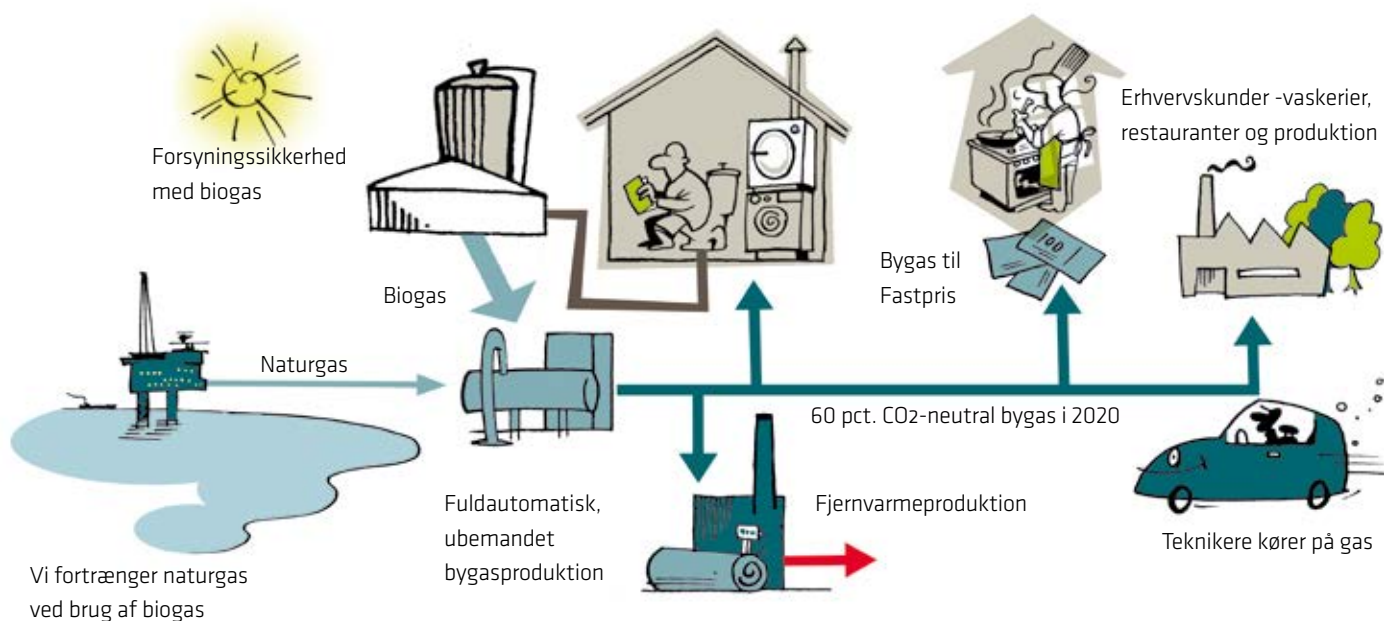 Forsyningssikkerhed
med biogas
Erhvervskunder -vaskerier,
restauranter og produktion
Biogas
Bygas til
Fastpris
100
Naturgas
60 pct. CO2-neutral bygas i 2020
Fuldautomatisk,
ubemandet
bygasproduktion
Fjernvarmeproduktion
Teknikere kører på gas
Vi fortrænger naturgas
ved brug af biogas